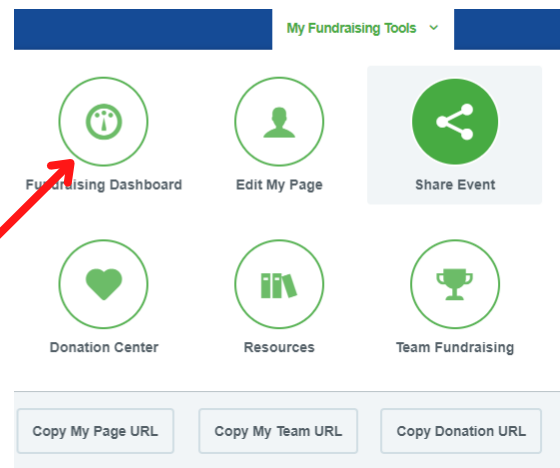 My Fundraising Tools
Fundraising Dashboard
Edit My Page
Share Event
Donation Center
Resources
Team Fundraising
Copy My Page URL
Copy My Team URL
Copy Donation URL